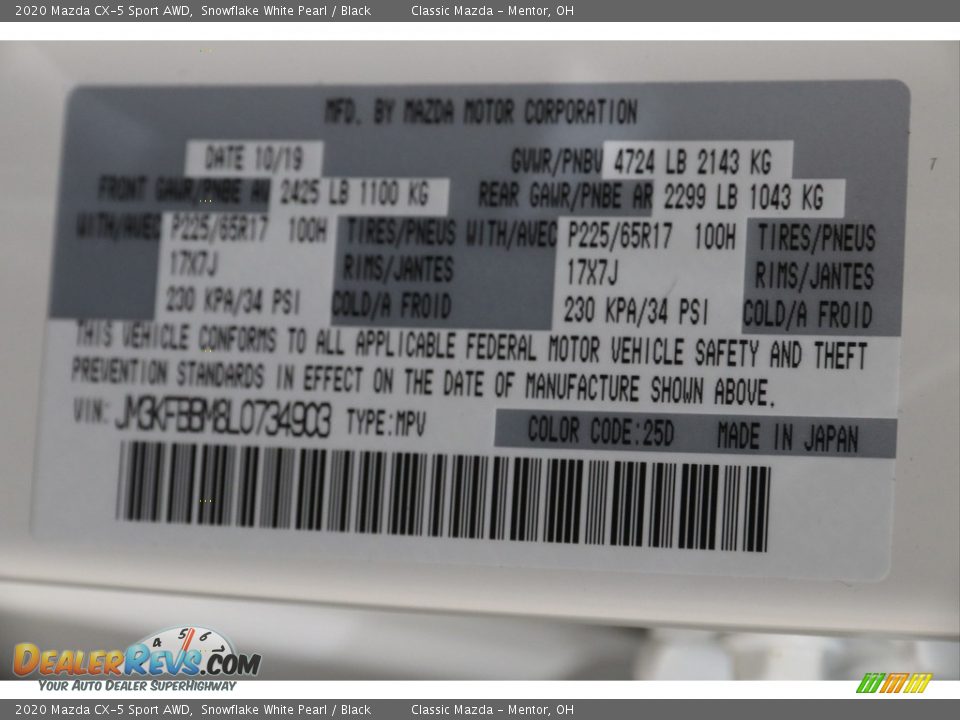 2020 Mazda CX-5 Sport AWD, Snowflake White Pearl / Black Classic Mazda - Mentor, OH
MFD. BY MAZDA MOTOR CORPORATION
DATE 10/19 GVWR/PNBV 4724 LB 2143 KG
FRONT GAWR/PNBE AV 2425 LB 1100 KG REAR GAWR/PNBE AR 2299 LB 1043 KG
WITH/AVEC P225/65R17 100H TIRES/PNEUS WITH/AVEC P225/65R17 100H TIRES/PNEUS
17X7J RIMS/JANTES 17X7J RIMS/JANTES
230 KPA/34 PSI COLD/A FROID 230 KPA/34 PSI COLD/A FROID
THIS VEHICLE CONFORMS TO ALL APPLICABLE FEDERAL MOTOR VEHICLE SAFETY AND THEFT
PREVENTION STANDARDS IN EFFECT ON THE DATE OF MANUFACTURE SHOWN ABOVE.
VIN: JM3KFBBM8L0734903 TYPE:MPV COLOR CODE:25D MADE IN JAPAN
4 5 6
DealerRevs.com
Your Auto Dealer SuperHighway
2020 Mazda CX-5 Sport AWD, Snowflake White Pearl / Black Classic Mazda - Mentor, OH